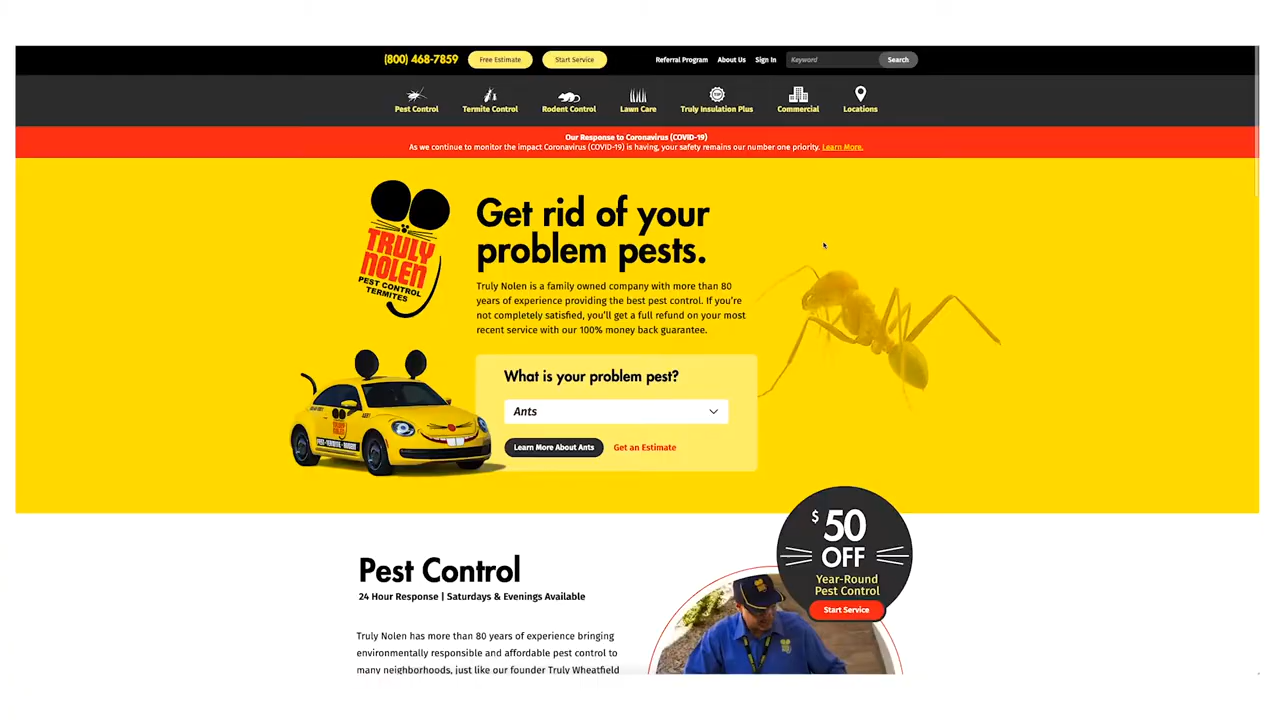 (800) 468-7859
Free Estimate
Start Service
Referral Program
About Us
Sign In
Keyword
Search
Pest Control
Termite Control
Rodent Control
Lawn Care
Truly Insulation Plus
Commercial
Locations
Our Response to Coronavirus (COVID-19)
As we continue to monitor the impact Coronavirus (COVID-19) is having, your safety remains our number one priority. Learn More.
TRULY
NOLEN
PEST CONTROL
TERMITES
Get rid of your
problem pests.
Truly Nolen is a family owned company with more than 80
years of experience providing the best pest control. If you're
not completely satisfied, you'll get a full refund on your most
recent service with our 100% money back guarantee.
What is your problem pest?
Ants
Learn More About Ants
Get an Estimate
TRULY
NOLEN
$50
OFF
Year-Round
Pest Control
Start Service
Pest Control
24 Hour Response | Saturdays & Evenings Available
Truly Nolen has more than 80 years of experience bringing
environmentally responsible and affordable pest control to
many neighborhoods, just like our founder Truly Wheatfield